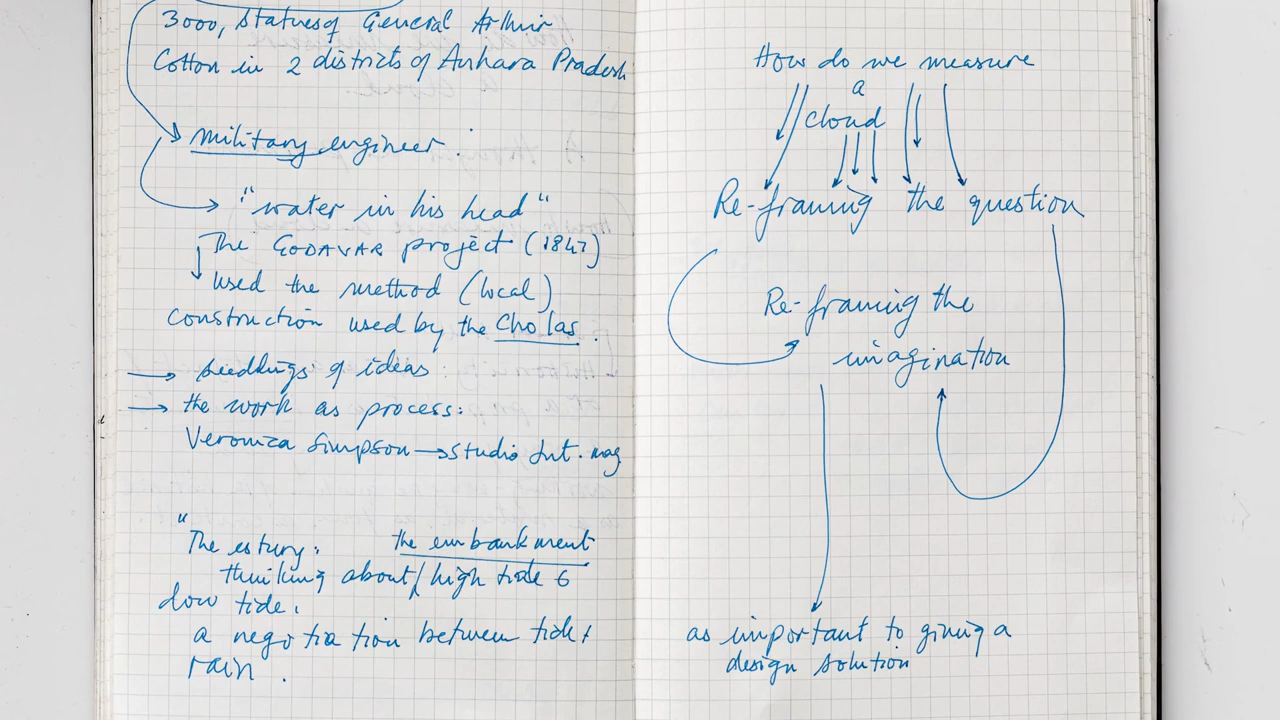 3000, Statues of General Arthur
Cotton in 2 districts of Anhara Pradesh
military engineer.
"water in his head"
The GODAVAR project (1847)
used the method (local)
construction used by the Cholas.
→ seedlings of ideas:
→ the work as process:
Veronica Simpson → studio Int. mag
"The estury: the embankment
thinking about high tide &
low tide.
a negotiation between tide +
rain.
How do we measure
a
cloud
Re-framing the question
Re-framing the
imagination
as important to giving a
design solution